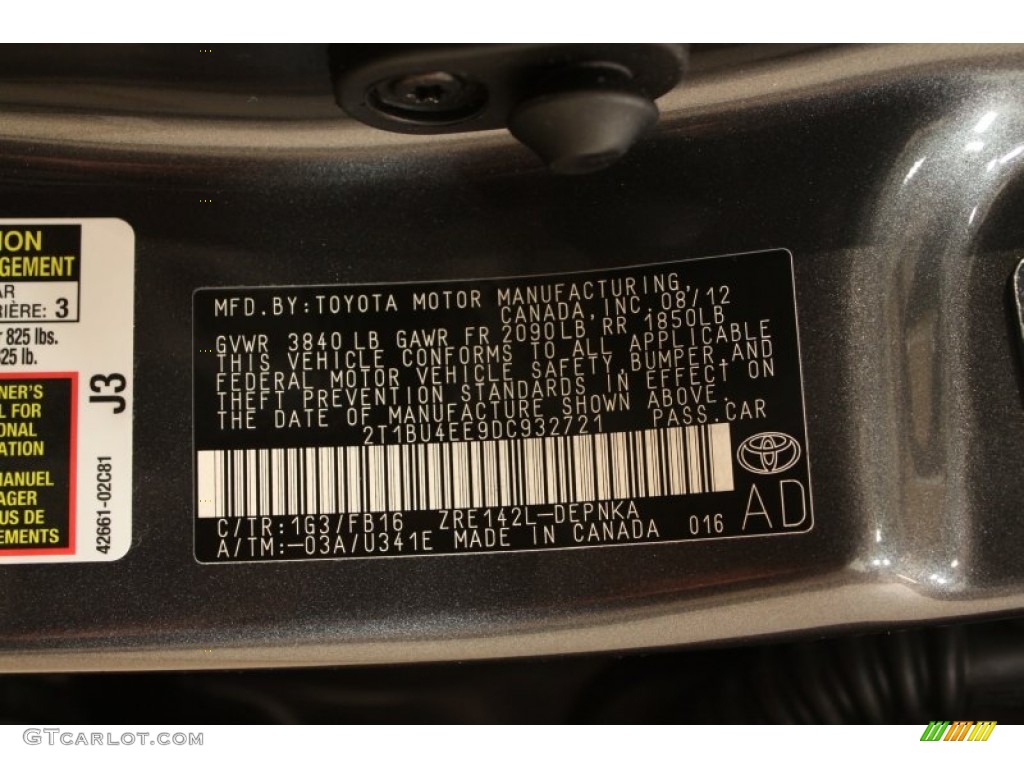 ION
GEMENT
AR
RIÈRE: 3
r 825 lbs.
825 lb.
NER'S
L FOR
ONAL
ATION
MANUEL
AGER
US DE
EMENTS
J3
42661-02C81
MFD. BY: TOYOTA MOTOR MANUFACTURING,
CANADA, INC. 08/12
GVWR 3840 LB GAWR FR 2090LB RR 1850LB
THIS VEHICLE CONFORMS TO ALL APPLICABLE
FEDERAL MOTOR VEHICLE SAFETY, BUMPER, AND
THEFT PREVENTION STANDARDS IN EFFECT ON
THE DATE OF MANUFACTURE SHOWN ABOVE.
2T1BU4EE9DC932721 PASS. CAR
C/TR: 1G3/FB16 ZRE142L-DEPNKA
A/TM: -03A/U341E MADE IN CANADA 016
AD
GTCarlot.com